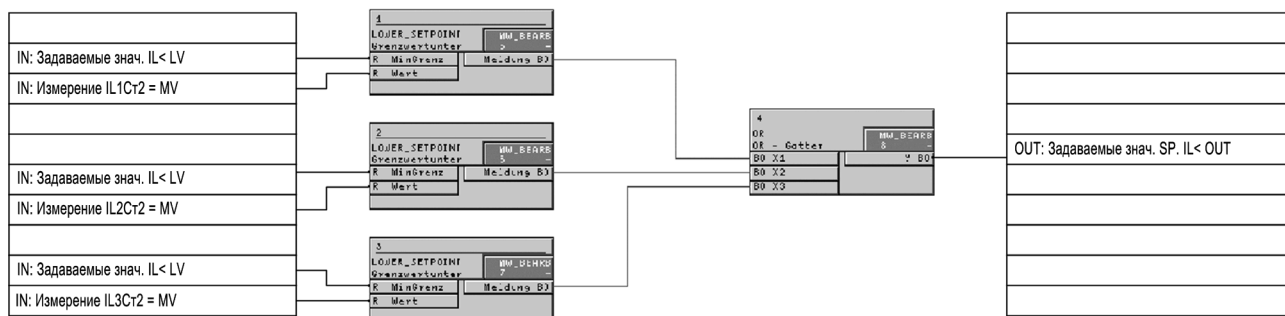 IN: Задаваемые знач. IL< LV
IN: Измерение IL1Ст2 = MV
IN: Задаваемые знач. IL< LV
IN: Измерение IL2Ст2 = MV
IN: Задаваемые знач. IL< LV
IN: Измерение IL3Ст2 = MV
1
LOWER_SETPOINT
Grenzwertunter
MW_BEARB
5 -
R MinGrenz
Meldung BO
R Wert
2
LOWER_SETPOINT
Grenzwertunter
MW_BEARB
R MinGrenz
Meldung BO
R Wert
3
LOWER_SETPOINT
Grenzwertunter
MW_BEARB
7 -
R MinGrenz
Meldung BO
R Wert
4
OR
OR - Gatter
MW_BEARB
8 -
BO X1
Y BO
BO X2
BO X3
OUT: Задаваемые знач. SP. IL< OUT